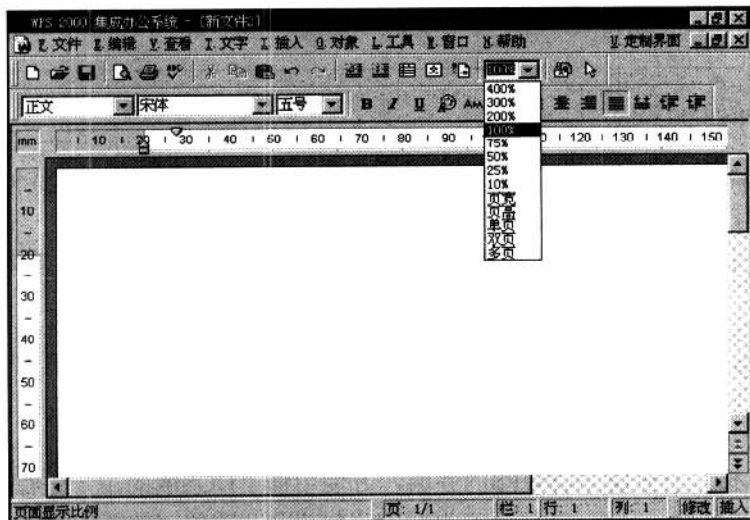 WPS 2000 集成办公系统 - [新文件2]
F.文件 E.编辑 V.查看 T.文字 I.插入 O.对象 L.工具 W.窗口 H.帮助 U.定制界面
正文 宋体 五号 B I U
400%
300%
200%
100%
75%
50%
25%
10%
页宽
页高
单页
双页
多页
mm 10 20 30 40 50 60 70 80 90 120 130 140 150
10
20
30
40
50
60
70
页面显示比例 页: 1/1 栏: 1 行: 1 列: 1 修改 插入